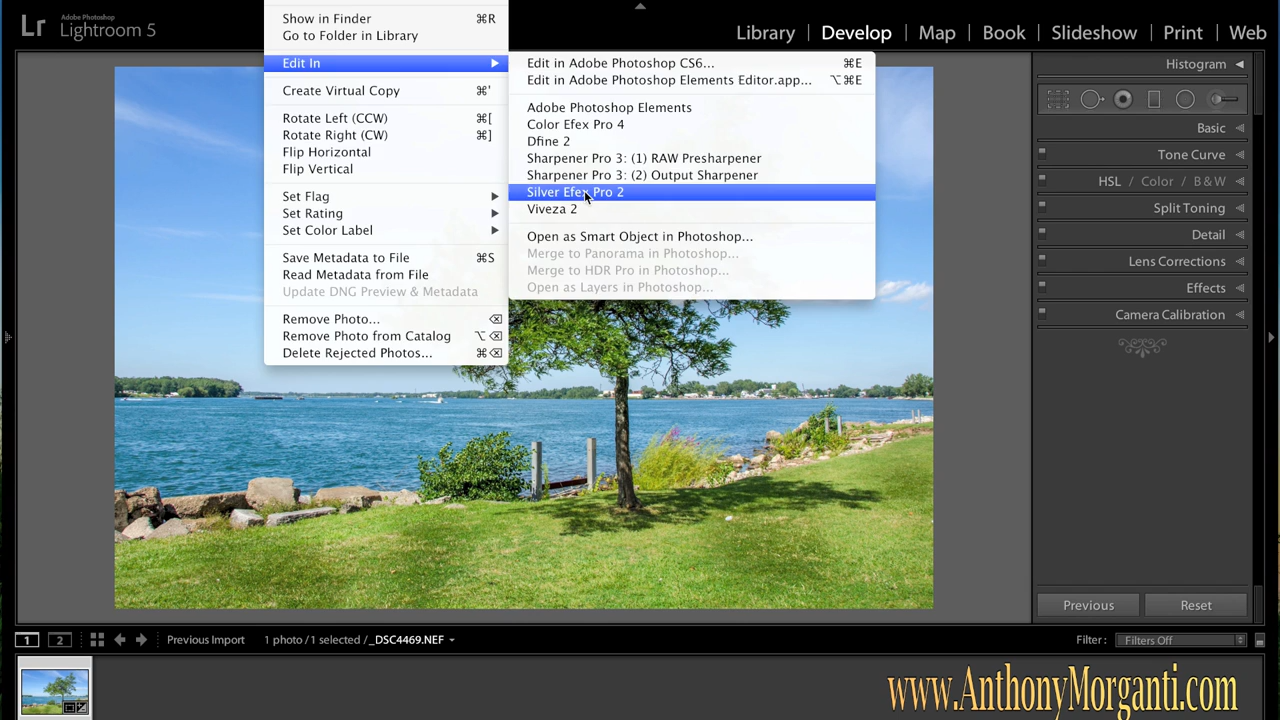 Lr Adobe Photoshop Lightroom 5
Library | Develop | Map | Book | Slideshow | Print | Web
Show in Finder ⌘R
Go to Folder in Library
Edit In
Create Virtual Copy ⌘'
Rotate Left (CCW) ⌘[
Rotate Right (CW) ⌘]
Flip Horizontal
Flip Vertical
Set Flag
Set Rating
Set Color Label
Save Metadata to File ⌘S
Read Metadata from File
Update DNG Preview & Metadata
Remove Photo... ⌫
Remove Photo from Catalog ⌥⌫
Delete Rejected Photos... ⌘⌫
Edit in Adobe Photoshop CS6... ⌘E
Edit in Adobe Photoshop Elements Editor.app... ⌥⌘E
Adobe Photoshop Elements
Color Efex Pro 4
Dfine 2
Sharpener Pro 3: (1) RAW Presharpener
Sharpener Pro 3: (2) Output Sharpener
Silver Efex Pro 2
Viveza 2
Open as Smart Object in Photoshop...
Merge to Panorama in Photoshop...
Merge to HDR Pro in Photoshop...
Open as Layers in Photoshop...
Histogram
Basic
Tone Curve
HSL / Color / B&W
Split Toning
Detail
Lens Corrections
Effects
Camera Calibration
Previous Reset
1 2 Previous Import 1 photo / 1 selected / _DSC4469.NEF Filter: Filters Off
www.AnthonyMorganti.com